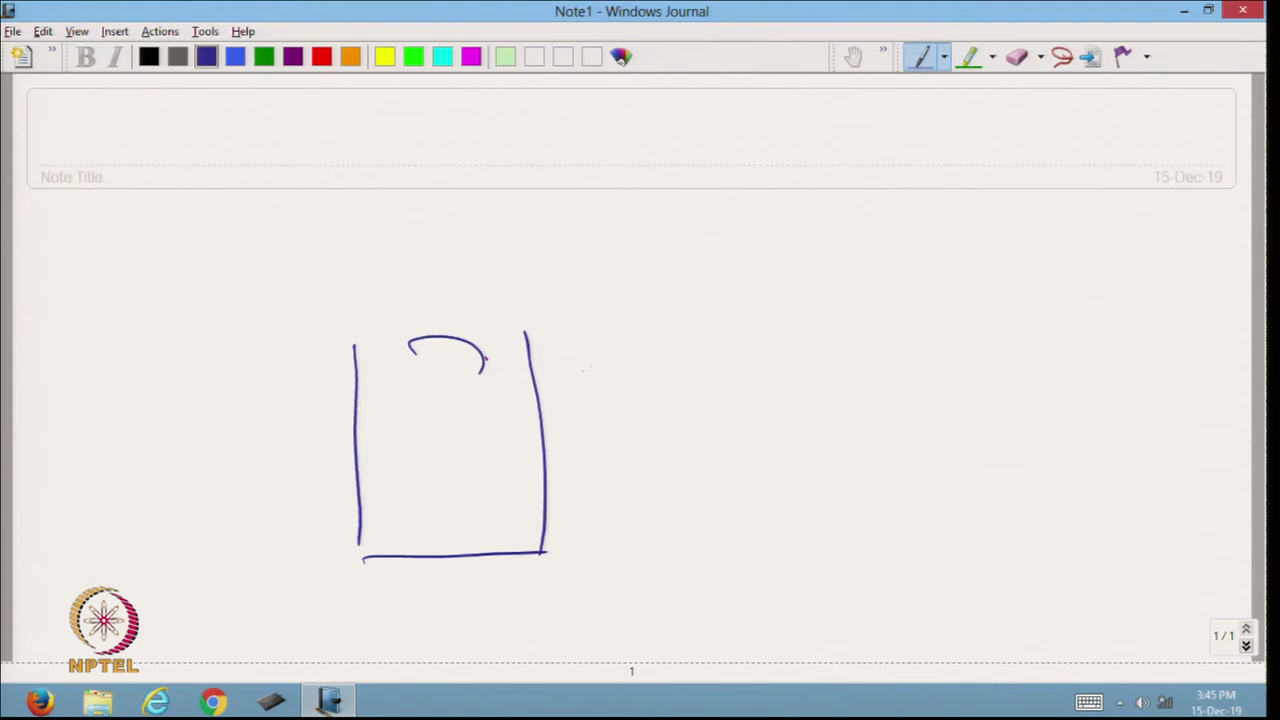 Note1 - Windows Journal
File Edit View Insert Actions Tools Help
B I
Note Title
15-Dec-19
NPTEL
1 / 1
1
3:45 PM
15-Dec-19